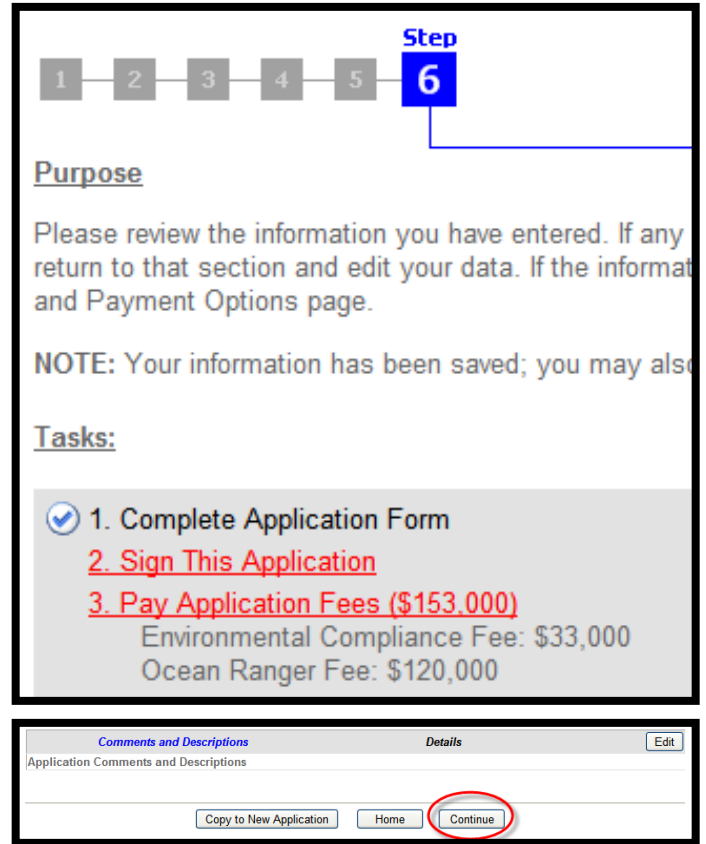 Step
1 2 3 4 5 6
Purpose
Please review the information you have entered. If any
return to that section and edit your data. If the informat
and Payment Options page.
NOTE: Your information has been saved; you may also
Tasks:
1. Complete Application Form
2. Sign This Application
3. Pay Application Fees ($153,000)
Environmental Compliance Fee: $33,000
Ocean Ranger Fee: $120,000
Comments and Descriptions Details Edit
Application Comments and Descriptions
Copy to New Application Home Continue